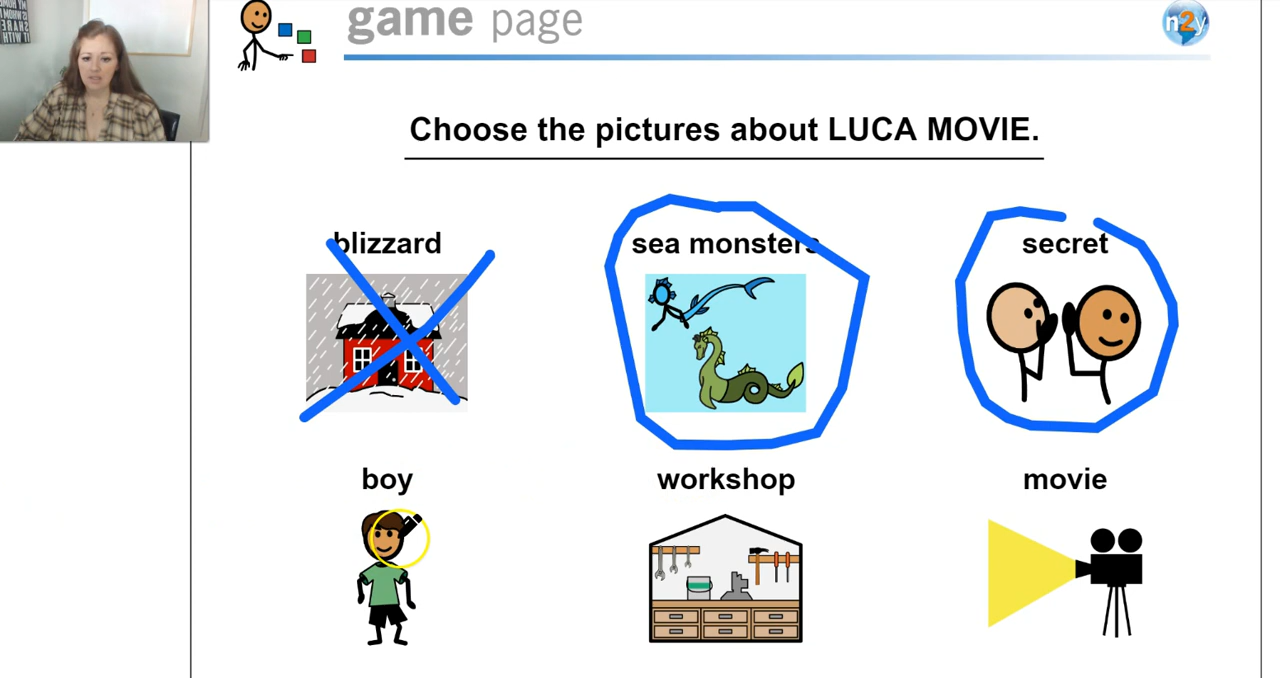 game page
n2y
Choose the pictures about LUCA MOVIE.
blizzard
sea monsters
secret
boy
workshop
movie